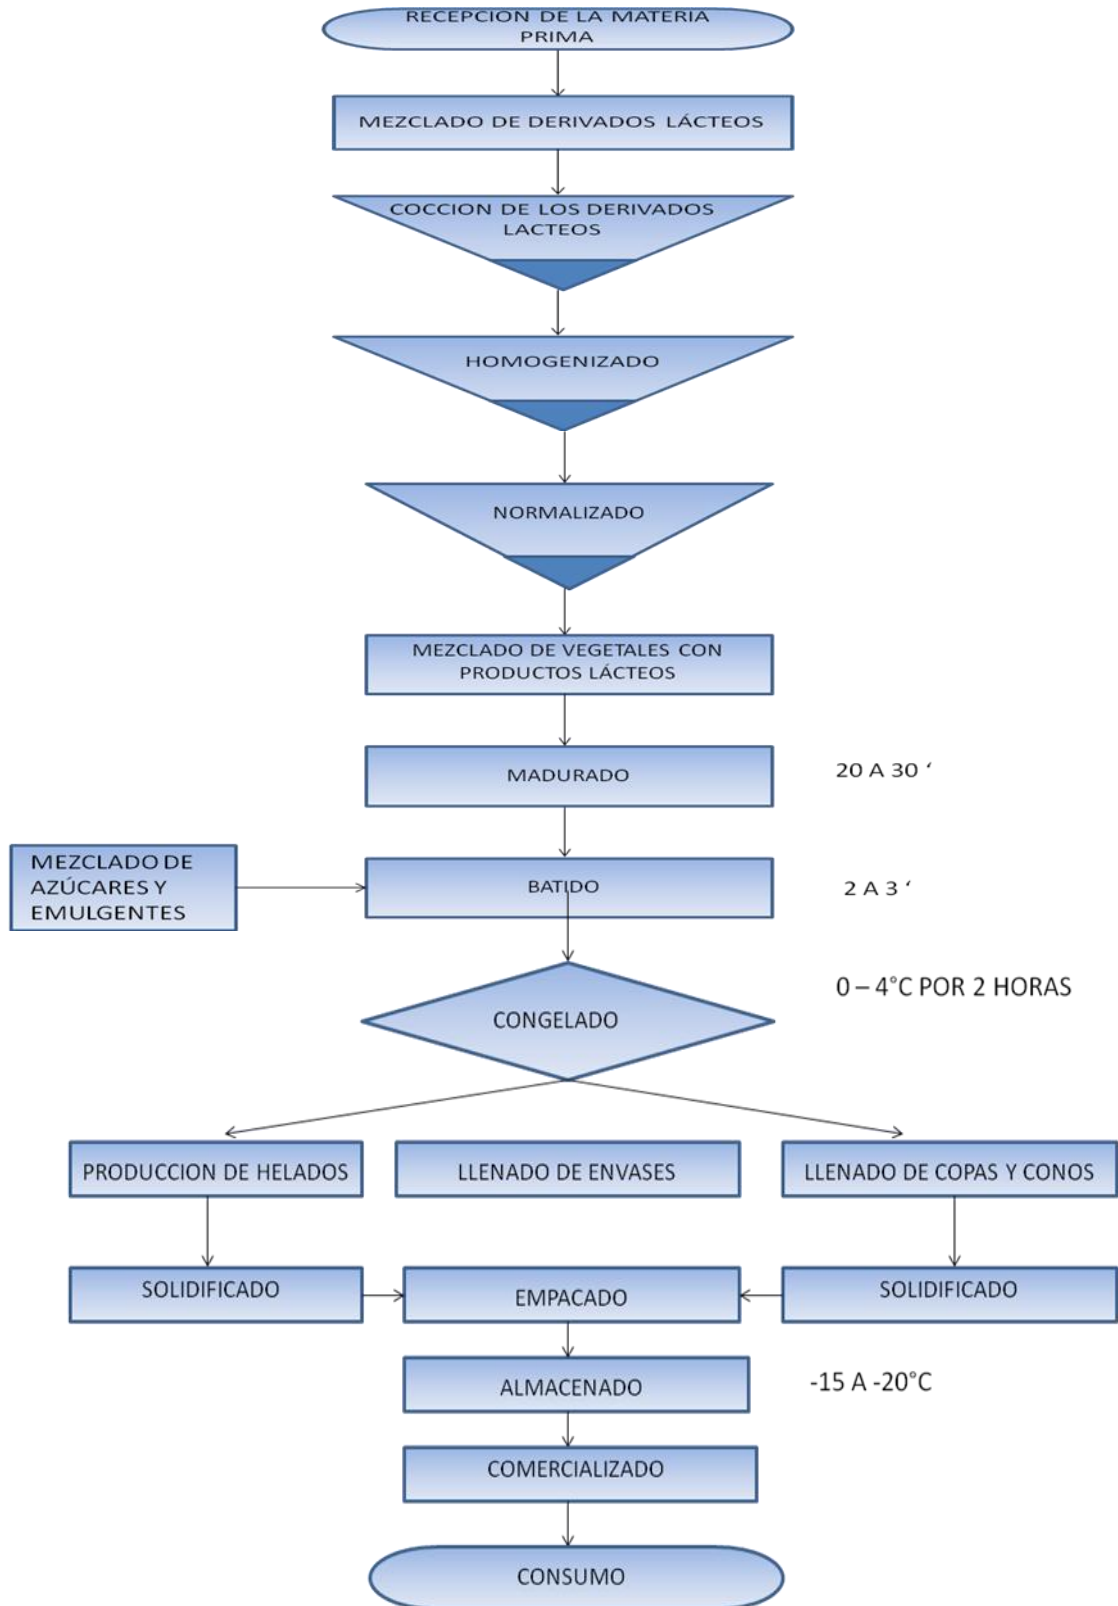 RECEPCION DE LA MATERIA
PRIMA
MEZCLADO DE DERIVADOS LÁCTEOS
COCCION DE LOS DERIVADOS
LACTEOS
HOMOGENIZADO
NORMALIZADO
MEZCLADO DE VEGETALES CON
PRODUCTOS LÁCTEOS
MADURADO
20 A 30 ‘
MEZCLADO DE
AZÚCARES Y
EMULGENTES
BATIDO
2 A 3 ‘
0 – 4°C POR 2 HORAS
CONGELADO
PRODUCCION DE HELADOS
LLENADO DE ENVASES
LLENADO DE COPAS Y CONOS
SOLIDIFICADO
EMPACADO
SOLIDIFICADO
ALMACENADO
-15 A -20°C
COMERCIALIZADO
CONSUMO